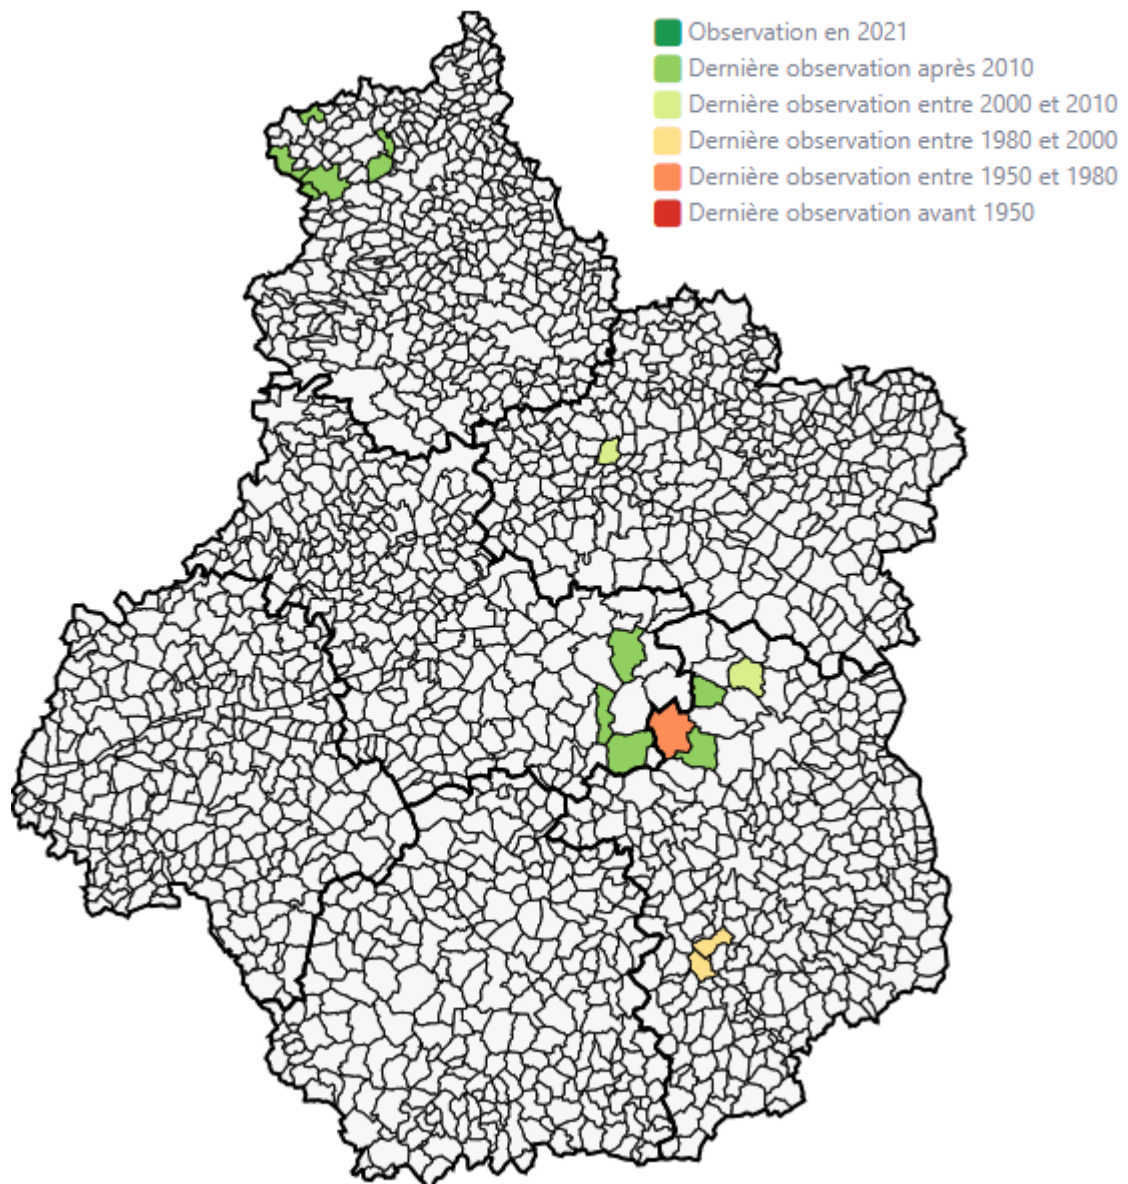 Observation en 2021
Dernière observation après 2010
Dernière observation entre 2000 et 2010
Dernière observation entre 1980 et 2000
Dernière observation entre 1950 et 1980
Dernière observation avant 1950